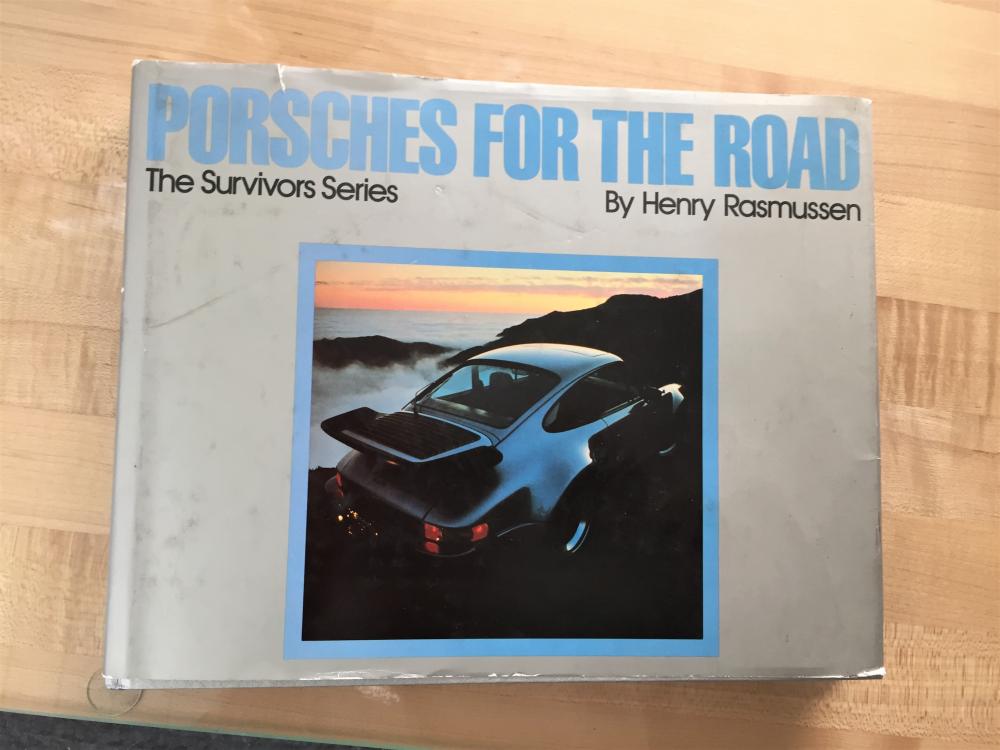 PORSCHES FOR THE ROAD
The Survivors Series
By Henry Rasmussen